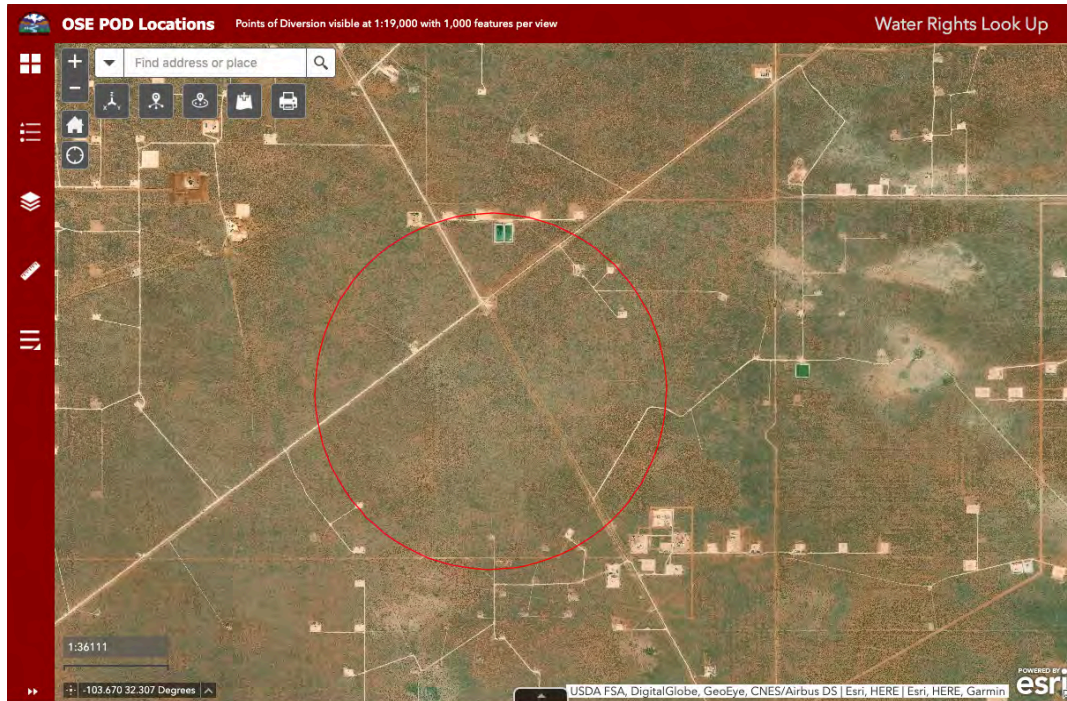 OSE POD Locations
Points of Diversion visible at 1:19,000 with 1,000 features per view
Water Rights Look Up
+
Find address or place
−
1:36111
-103.670 32.307 Degrees
USDA FSA, DigitalGlobe, GeoEye, CNES/Airbus DS | Esri, HERE | Esri, HERE, Garmin
POWERED BY
esri